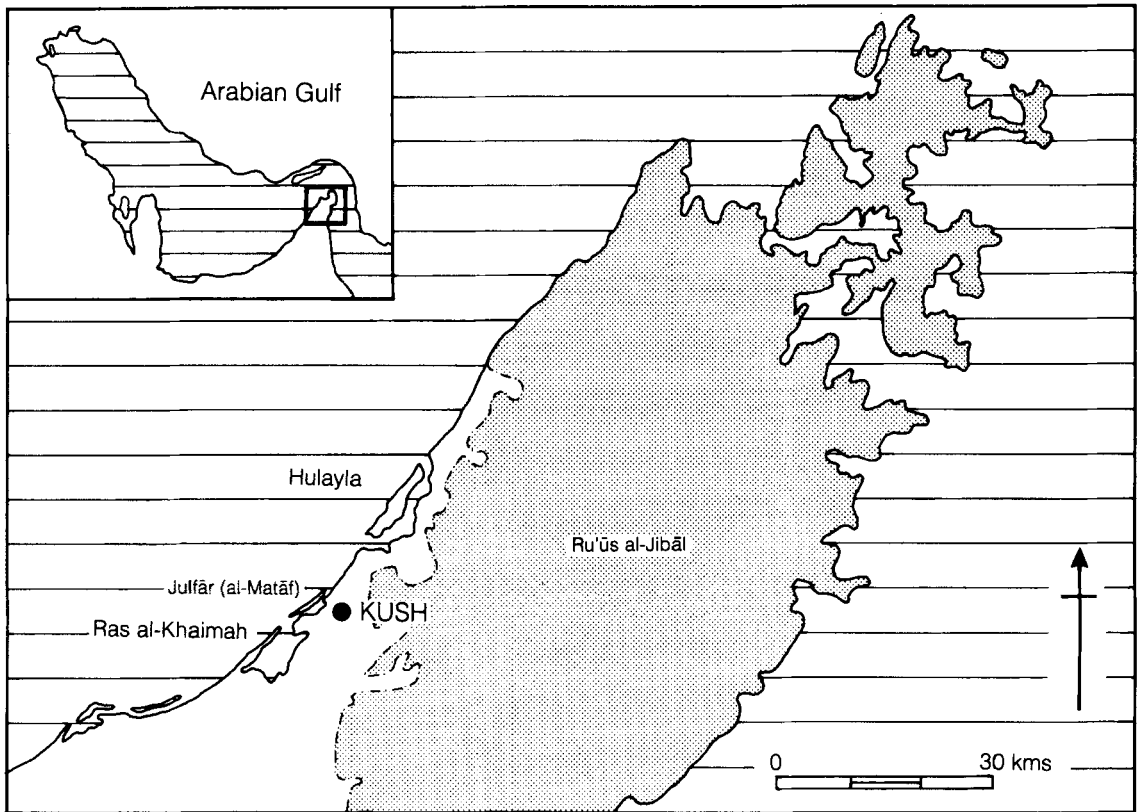 Arabian Gulf
Hulayla
Ru'ūs al-Jibāl
Julfār (al-Matāf)
KUSH
Ras al-Khaimah
0 30 kms